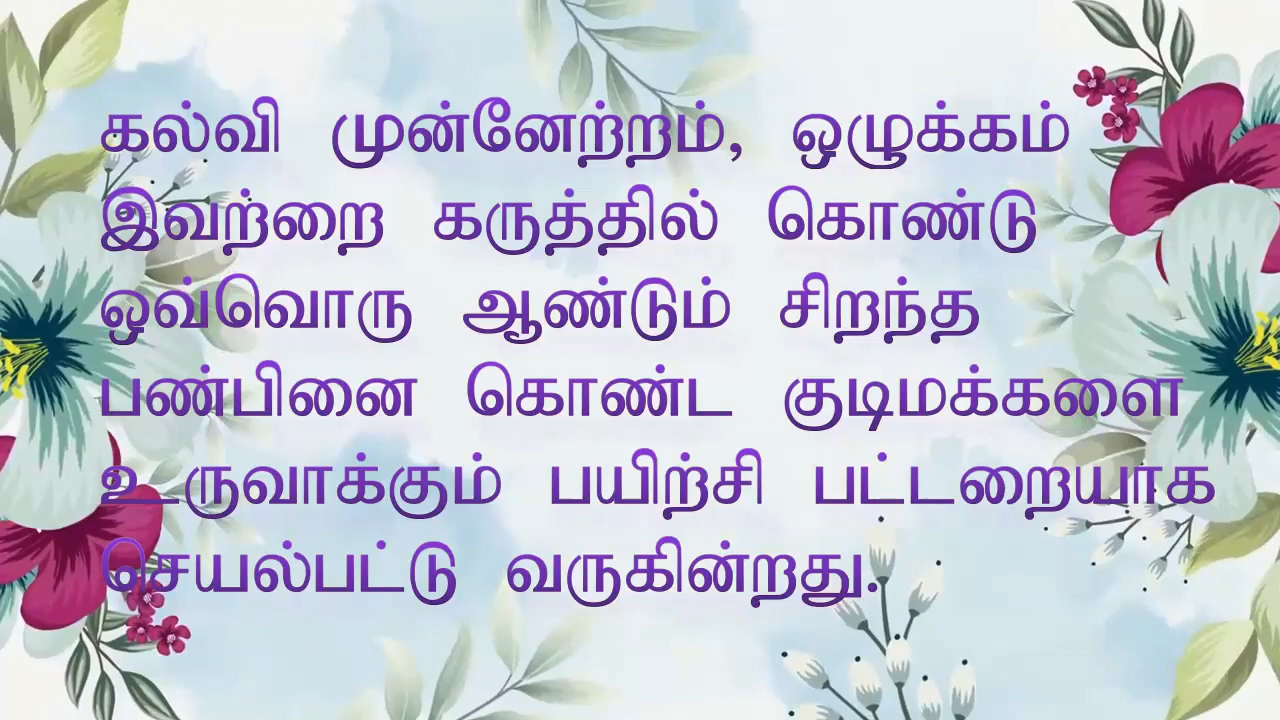 கல்வி முன்னேற்றம், ஒழுக்கம்
இவற்றை கருத்தில் கொண்டு
ஒவ்வொரு ஆண்டும் சிறந்த
பண்பினை கொண்ட குடிமக்களை
உருவாக்கும் பயிற்சி பட்டறையாக
செயல்பட்டு வருகின்றது.